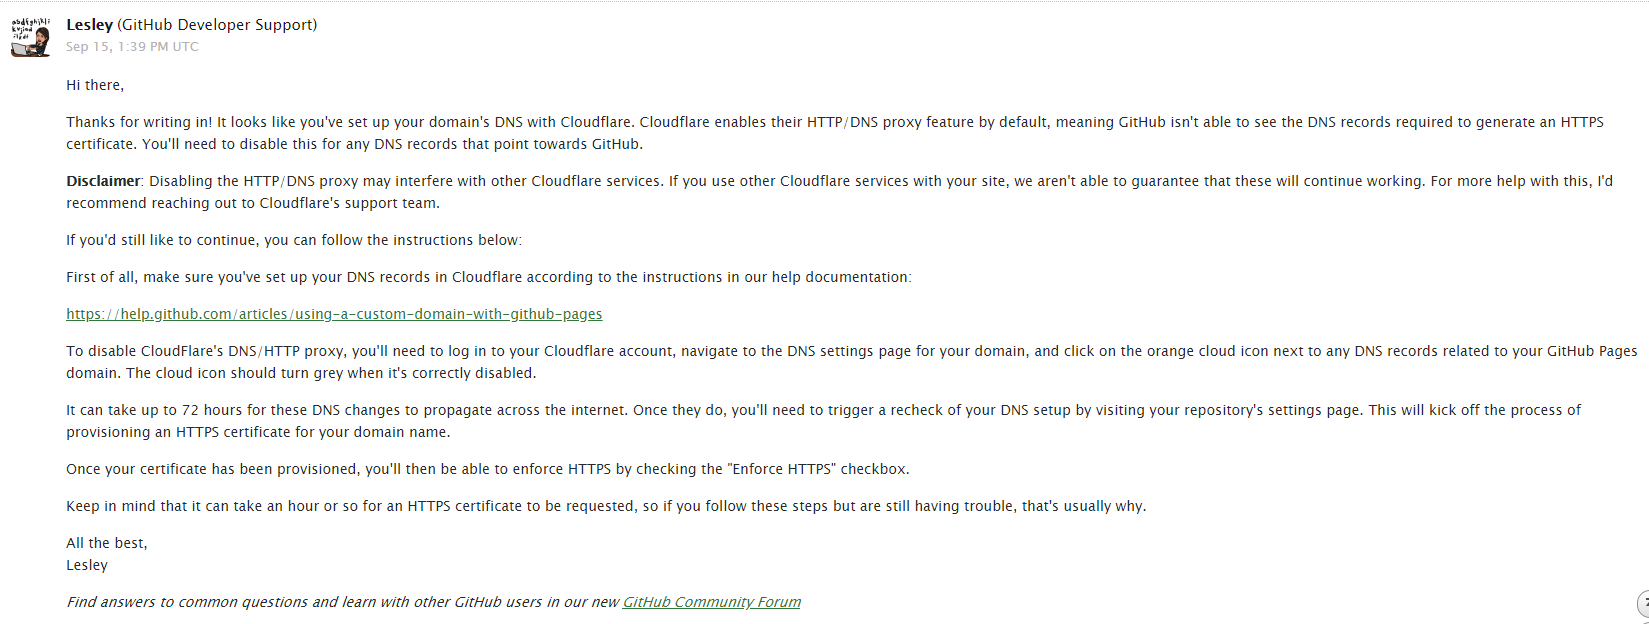 Lesley (GitHub Developer Support)
Sep 15, 1:39 PM UTC
Hi there,
Thanks for writing in! It looks like you've set up your domain's DNS with Cloudflare. Cloudflare enables their HTTP/DNS proxy feature by default, meaning GitHub isn't able to see the DNS records required to generate an HTTPS
certificate. You'll need to disable this for any DNS records that point towards GitHub.
Disclaimer: Disabling the HTTP/DNS proxy may interfere with other Cloudflare services. If you use other Cloudflare services with your site, we aren't able to guarantee that these will continue working. For more help with this, I'd
recommend reaching out to Cloudflare's support team.
If you'd still like to continue, you can follow the instructions below:
First of all, make sure you've set up your DNS records in Cloudflare according to the instructions in our help documentation:
https://help.github.com/articles/using-a-custom-domain-with-github-pages
To disable CloudFlare's DNS/HTTP proxy, you'll need to log in to your Cloudflare account, navigate to the DNS settings page for your domain, and click on the orange cloud icon next to any DNS records related to your GitHub Pages
domain. The cloud icon should turn grey when it's correctly disabled.
It can take up to 72 hours for these DNS changes to propagate across the internet. Once they do, you'll need to trigger a recheck of your DNS setup by visiting your repository's settings page. This will kick off the process of
provisioning an HTTPS certificate for your domain name.
Once your certificate has been provisioned, you'll then be able to enforce HTTPS by checking the "Enforce HTTPS" checkbox.
Keep in mind that it can take an hour or so for an HTTPS certificate to be requested, so if you follow these steps but are still having trouble, that's usually why.
All the best,
Lesley
Find answers to common questions and learn with other GitHub users in our new GitHub Community Forum